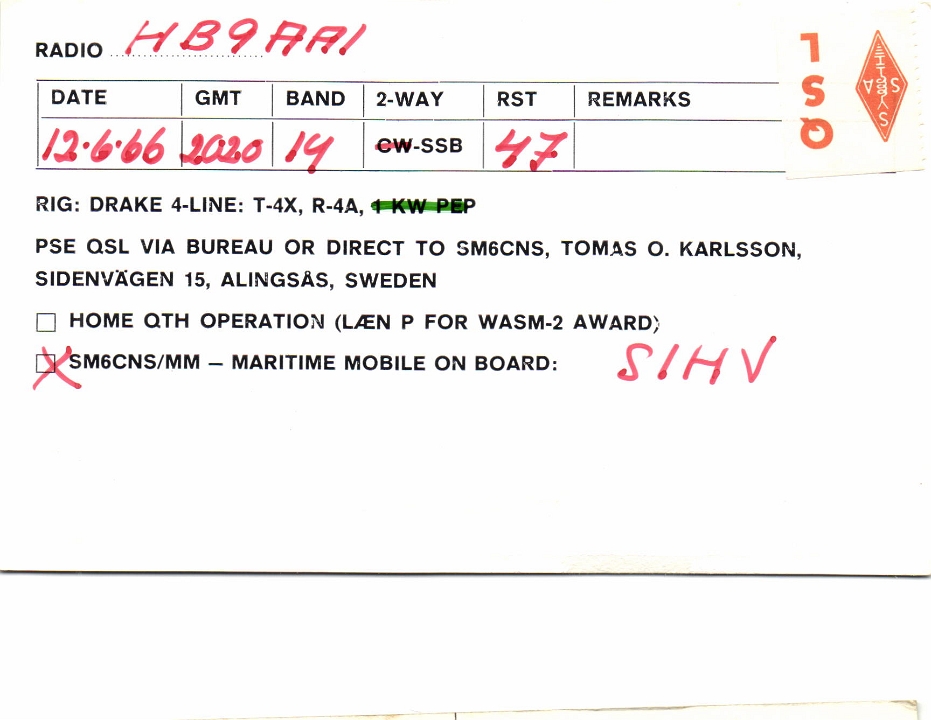 RADIO HB9AAI
DATE GMT BAND 2-WAY RST REMARKS
12.6.66 2020 14 CW-SSB 47
RIG: DRAKE 4-LINE: T-4X, R-4A, 1 KW PEP
PSE QSL VIA BUREAU OR DIRECT TO SM6CNS, TOMAS O. KARLSSON,
SIDENVÄGEN 15, ALINGSÅS, SWEDEN
HOME QTH OPERATION (LÆN P FOR WASM-2 AWARD)
X SM6CNS/MM – MARITIME MOBILE ON BOARD: SIHV
QSL